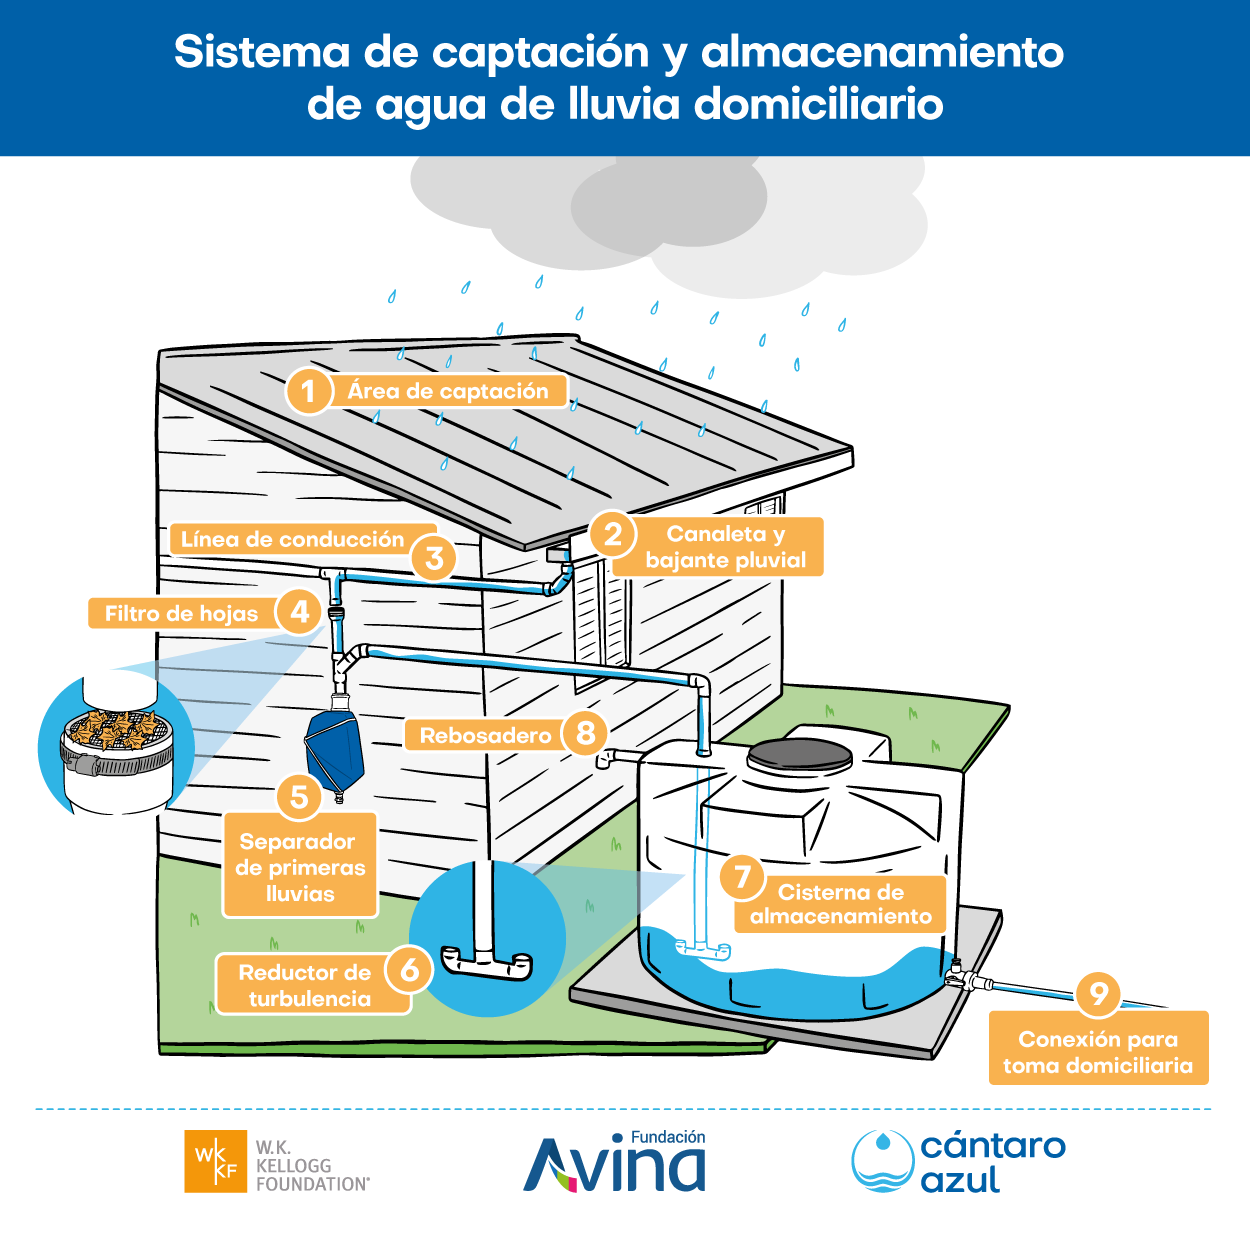 Sistema de captación y almacenamiento
de agua de lluvia domiciliario
1 Área de captación
2 Canaleta y
bajante pluvial
Línea de conducción 3
Filtro de hojas 4
Rebosadero 8
5
Separador
de primeras
lluvias
7 Cisterna de
almacenamiento
Reductor de 6
turbulencia
9
Conexión para
toma domiciliaria
WK
KF
W.K.
KELLOGG
FOUNDATION®
Fundación
Avina
cántaro
azul